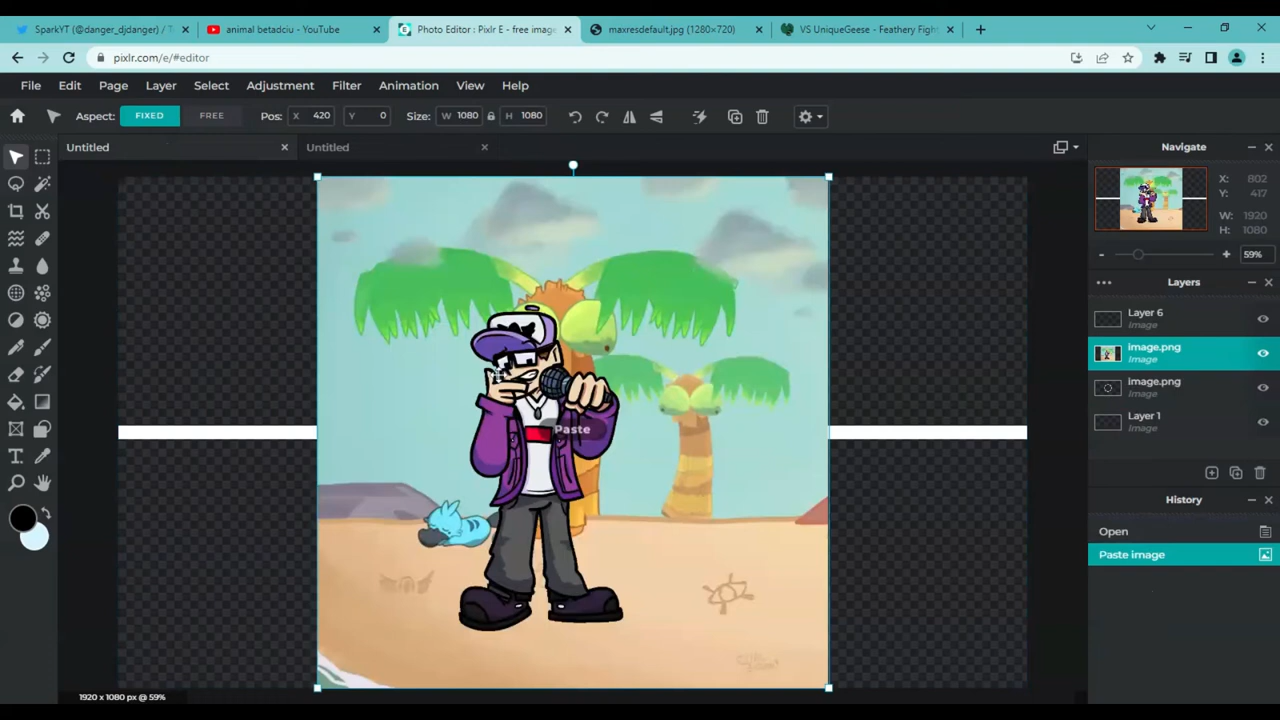 SparkYT (@danger_djdanger) / T
animal betadciu - YouTube
Photo Editor : Pixlr E - free image
maxresdefault.jpg (1280×720)
VS UniqueGeese - Feathery Fight
pixlr.com/e/#editor
File Edit Page Layer Select Adjustment Filter Animation View Help
Aspect: FIXED FREE Pos: X 420 Y 0 Size: W 1080 H 1080
Untitled
Untitled
Navigate
X: 802
Y: 417
W: 1920
H: 1080
59%
Layers
Layer 6
Image
image.png
Image
image.png
Image
Layer 1
Image
Paste
History
Open
Paste image
1920 x 1080 px @ 59%